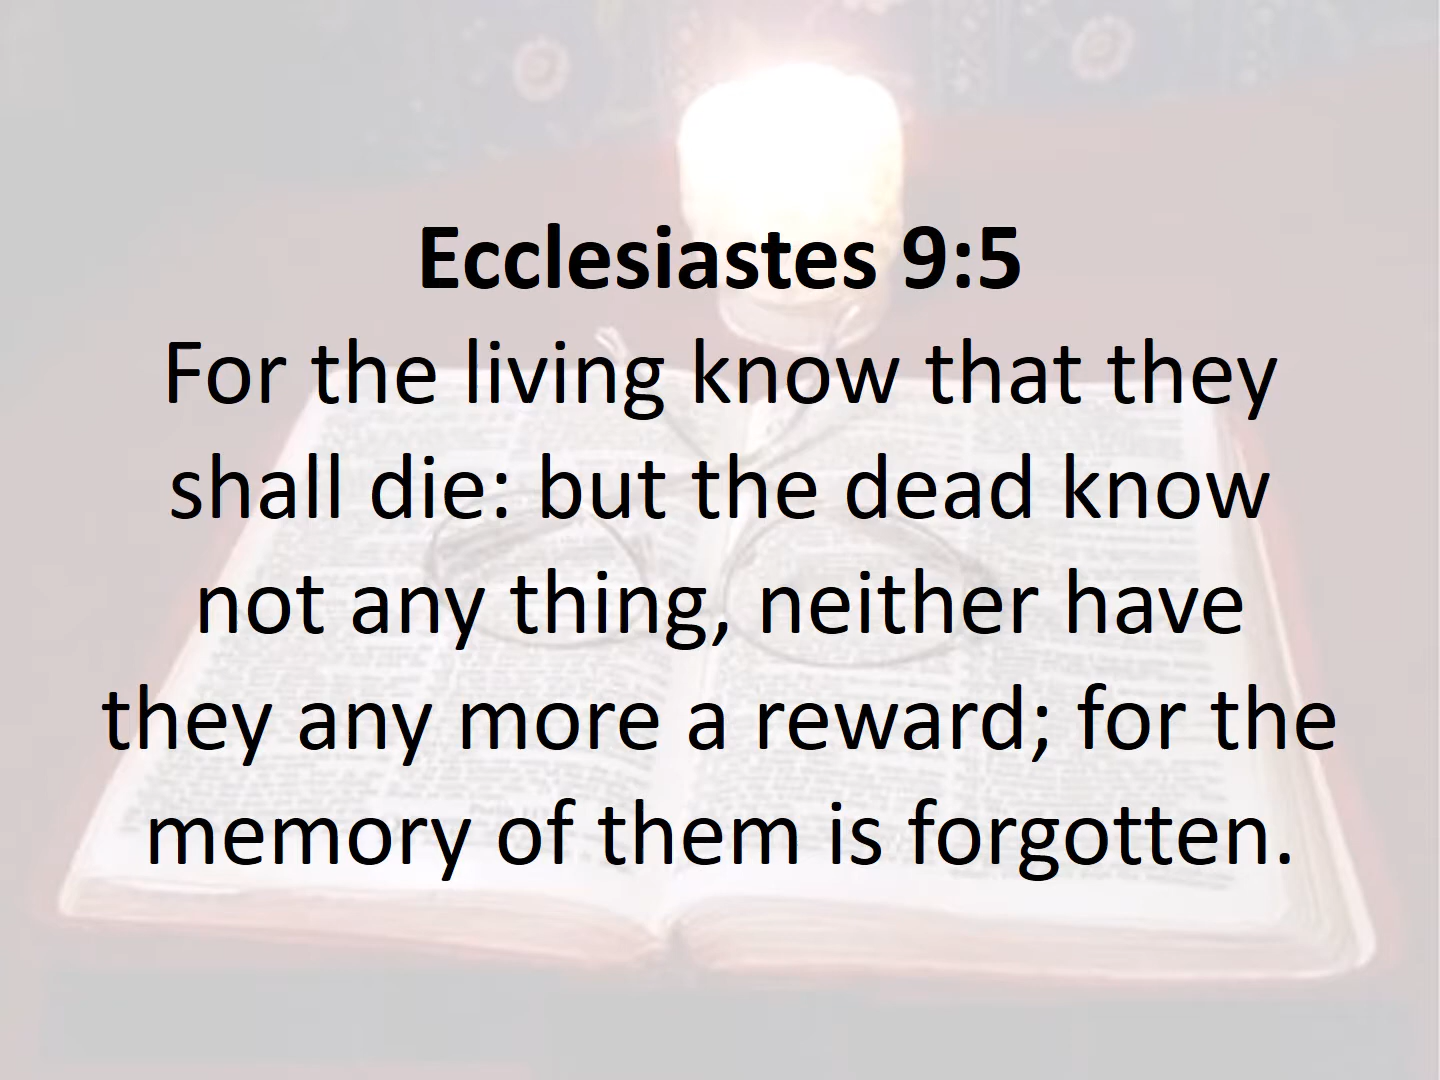 Ecclesiastes 9:5
For the living know that they
shall die: but the dead know
not any thing, neither have
they any more a reward; for the
memory of them is forgotten.